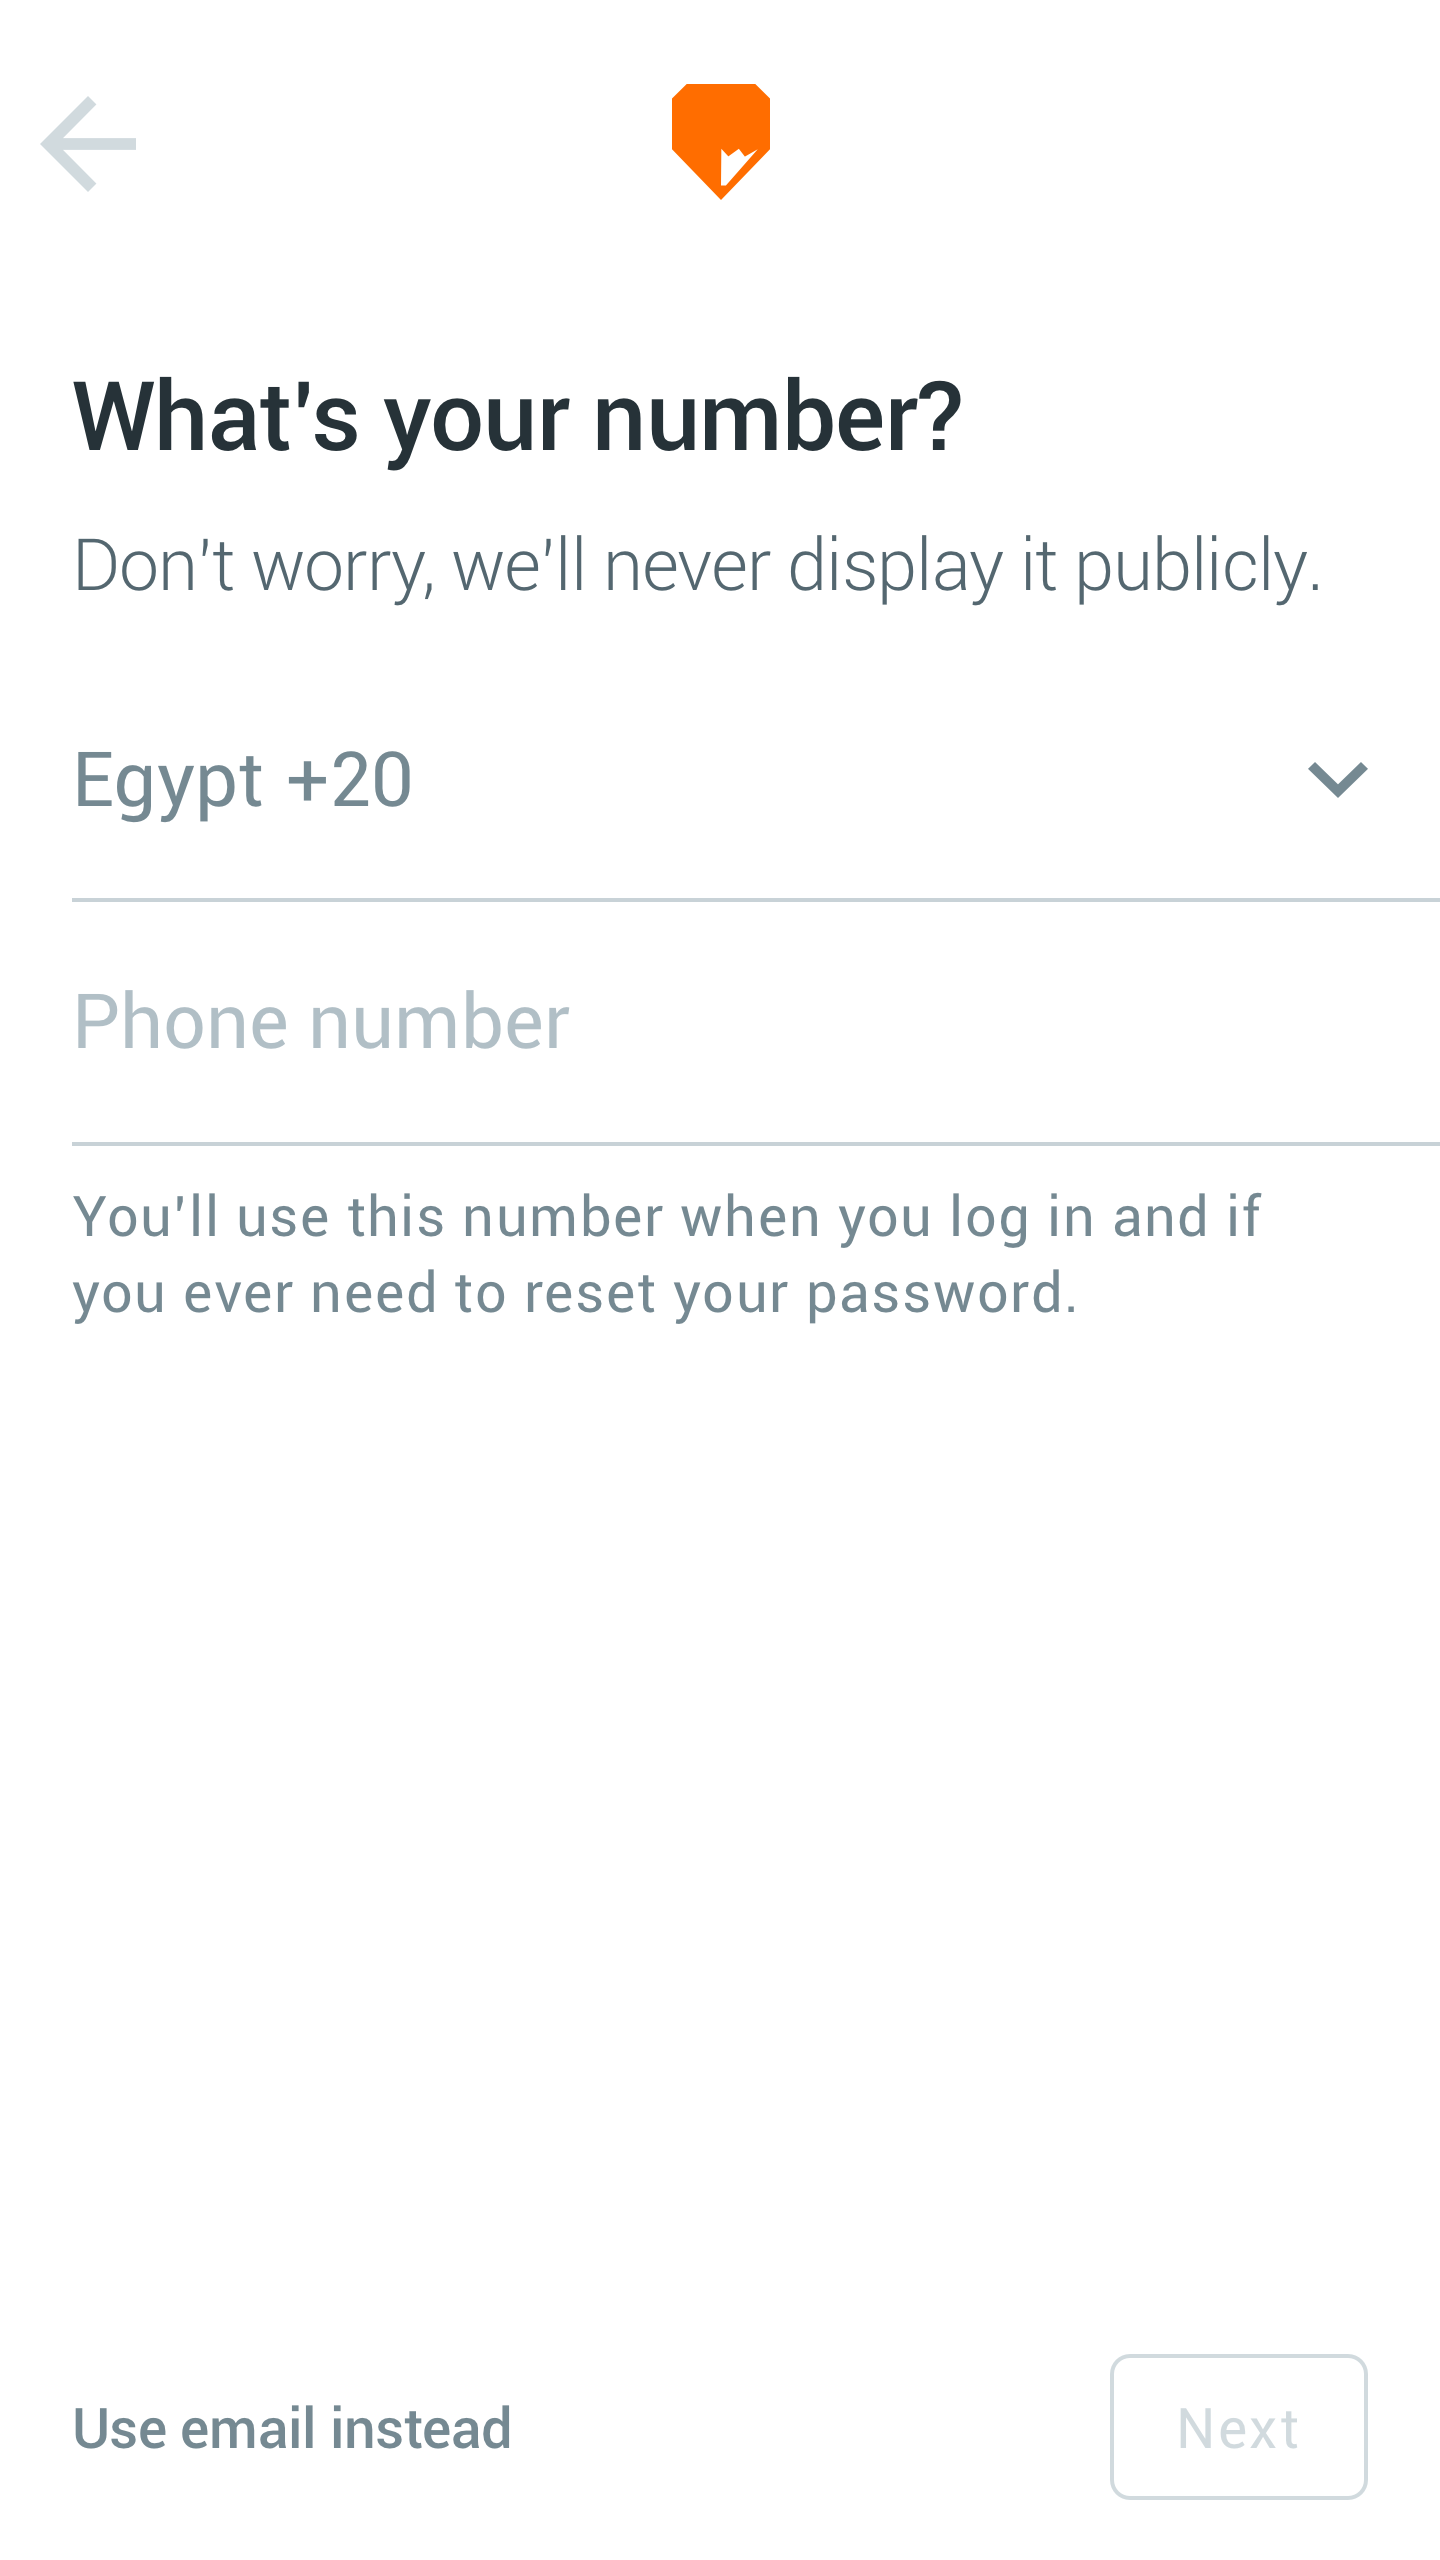 What's your number?
Don't worry, we'll never display it publicly.
Egypt +20
Phone number
You'll use this number when you log in and if
you ever need to reset your password.
Use email instead
Next